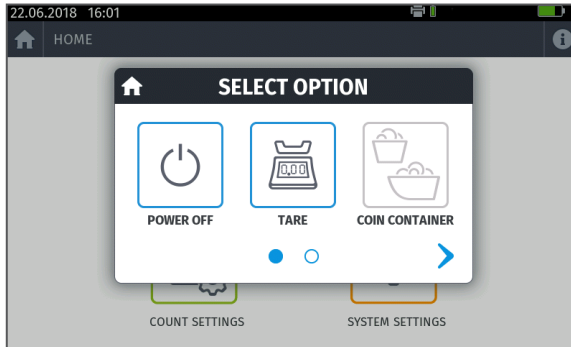 22.06.2018 16:01
HOME
SELECT OPTION
0,00
POWER OFF TARE COIN CONTAINER
COUNT SETTINGS SYSTEM SETTINGS